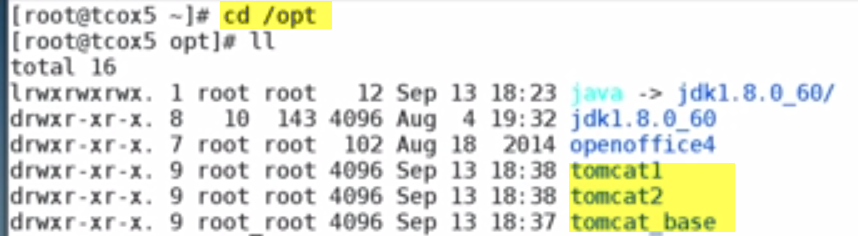 [root@tcox5 ~]# cd /opt
[root@tcox5 opt]# ll
total 16
lrwxrwxrwx. 1 root root   12 Sep 13 18:23 java -> jdk1.8.0_60/
drwxr-xr-x. 8   10  143 4096 Aug  4 19:32 jdk1.8.0_60
drwxr-xr-x. 7 root root  102 Aug 18  2014 openoffice4
drwxr-xr-x. 9 root root 4096 Sep 13 18:38 tomcat1
drwxr-xr-x. 9 root root 4096 Sep 13 18:38 tomcat2
drwxr-xr-x. 9 root root 4096 Sep 13 18:37 tomcat_base